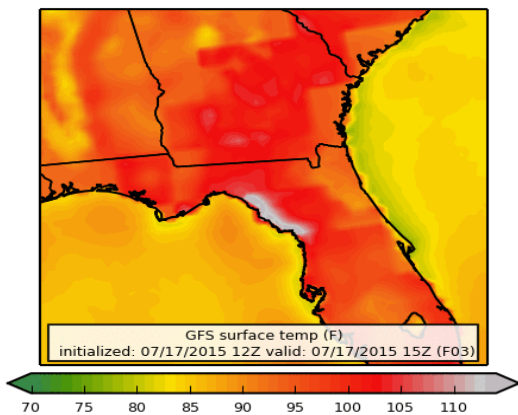 GFS surface temp (F)
initialized: 07/17/2015 12Z valid: 07/17/2015 15Z (F03)
70 75 80 85 90 95 100 105 110